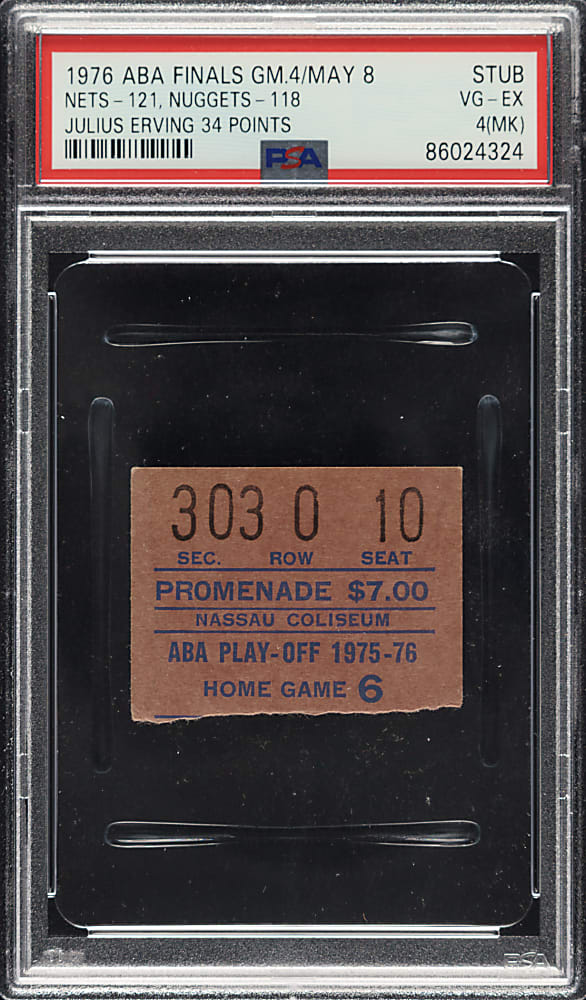 1976 ABA FINALS GM.4/MAY 8 STUB
NETS - 121, NUGGETS - 118 VG - EX
JULIUS ERVING 34 POINTS 4(MK)
PSA 86024324
303 0 10
SEC. ROW SEAT
PROMENADE $7.00
NASSAU COLISEUM
ABA PLAY-OFF 1975-76
HOME GAME 6
PSA